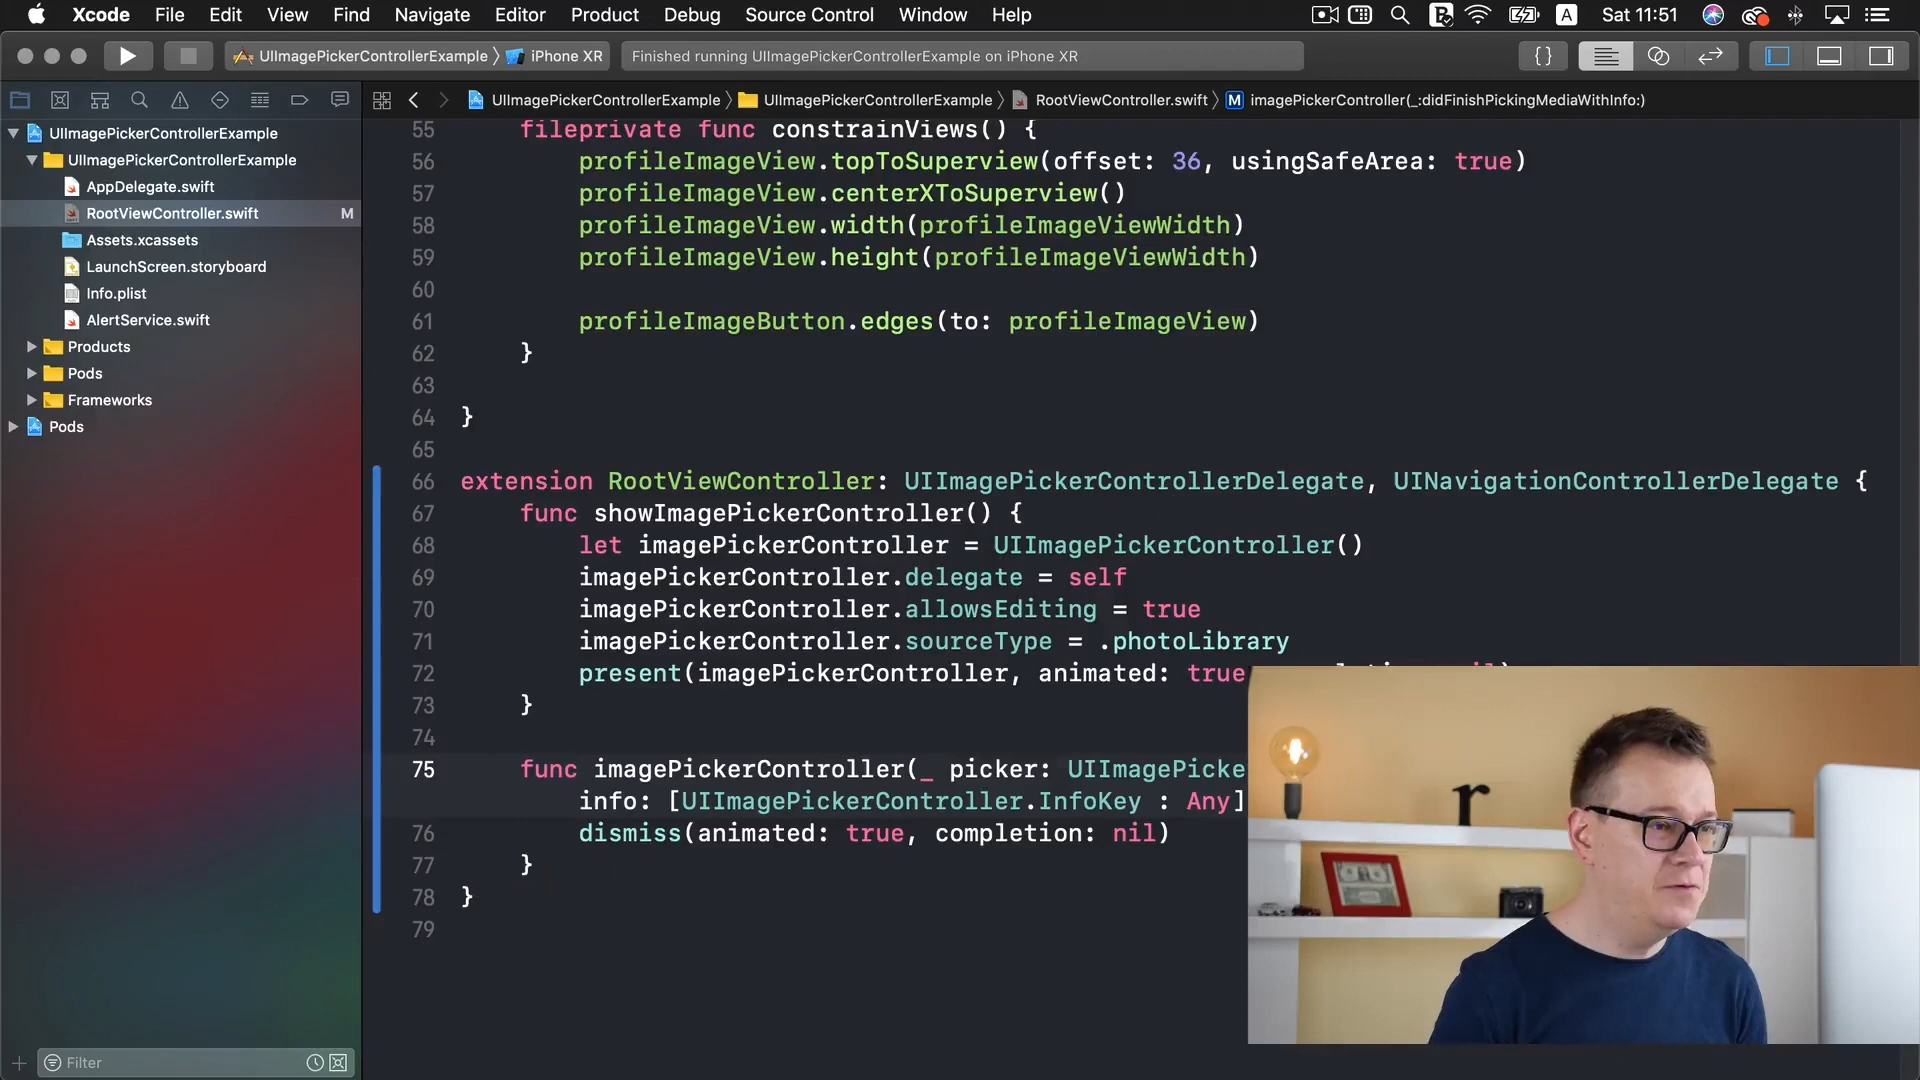 Xcode File Edit View Find Navigate Editor Product Debug Source Control Window Help A Sat 11:51
UIImagePickerControllerExample iPhone XR Finished running UIImagePickerControllerExample on iPhone XR {}
UIImagePickerControllerExample UIImagePickerControllerExample RootViewController.swift M imagePickerController(_:didFinishPickingMediaWithInfo:)
UIImagePickerControllerExample
UIImagePickerControllerExample
AppDelegate.swift
RootViewController.swift M
Assets.xcassets
LaunchScreen.storyboard
Info.plist
AlertService.swift
Products
Pods
Frameworks
Pods
Filter
55 fileprivate func constrainViews() {
56 profileImageView.topToSuperview(offset: 36, usingSafeArea: true)
57 profileImageView.centerXToSuperview()
58 profileImageView.width(profileImageViewWidth)
59 profileImageView.height(profileImageViewWidth)
60
61 profileImageButton.edges(to: profileImageView)
62 }
63
64 }
65
66 extension RootViewController: UIImagePickerControllerDelegate, UINavigationControllerDelegate {
67 func showImagePickerController() {
68 let imagePickerController = UIImagePickerController()
69 imagePickerController.delegate = self
70 imagePickerController.allowsEditing = true
71 imagePickerController.sourceType = .photoLibrary
72 present(imagePickerController, animated: true
73 }
74
75 func imagePickerController(_ picker: UIImagePicke
info: [UIImagePickerController.InfoKey : Any]
76 dismiss(animated: true, completion: nil)
77 }
78 }
79